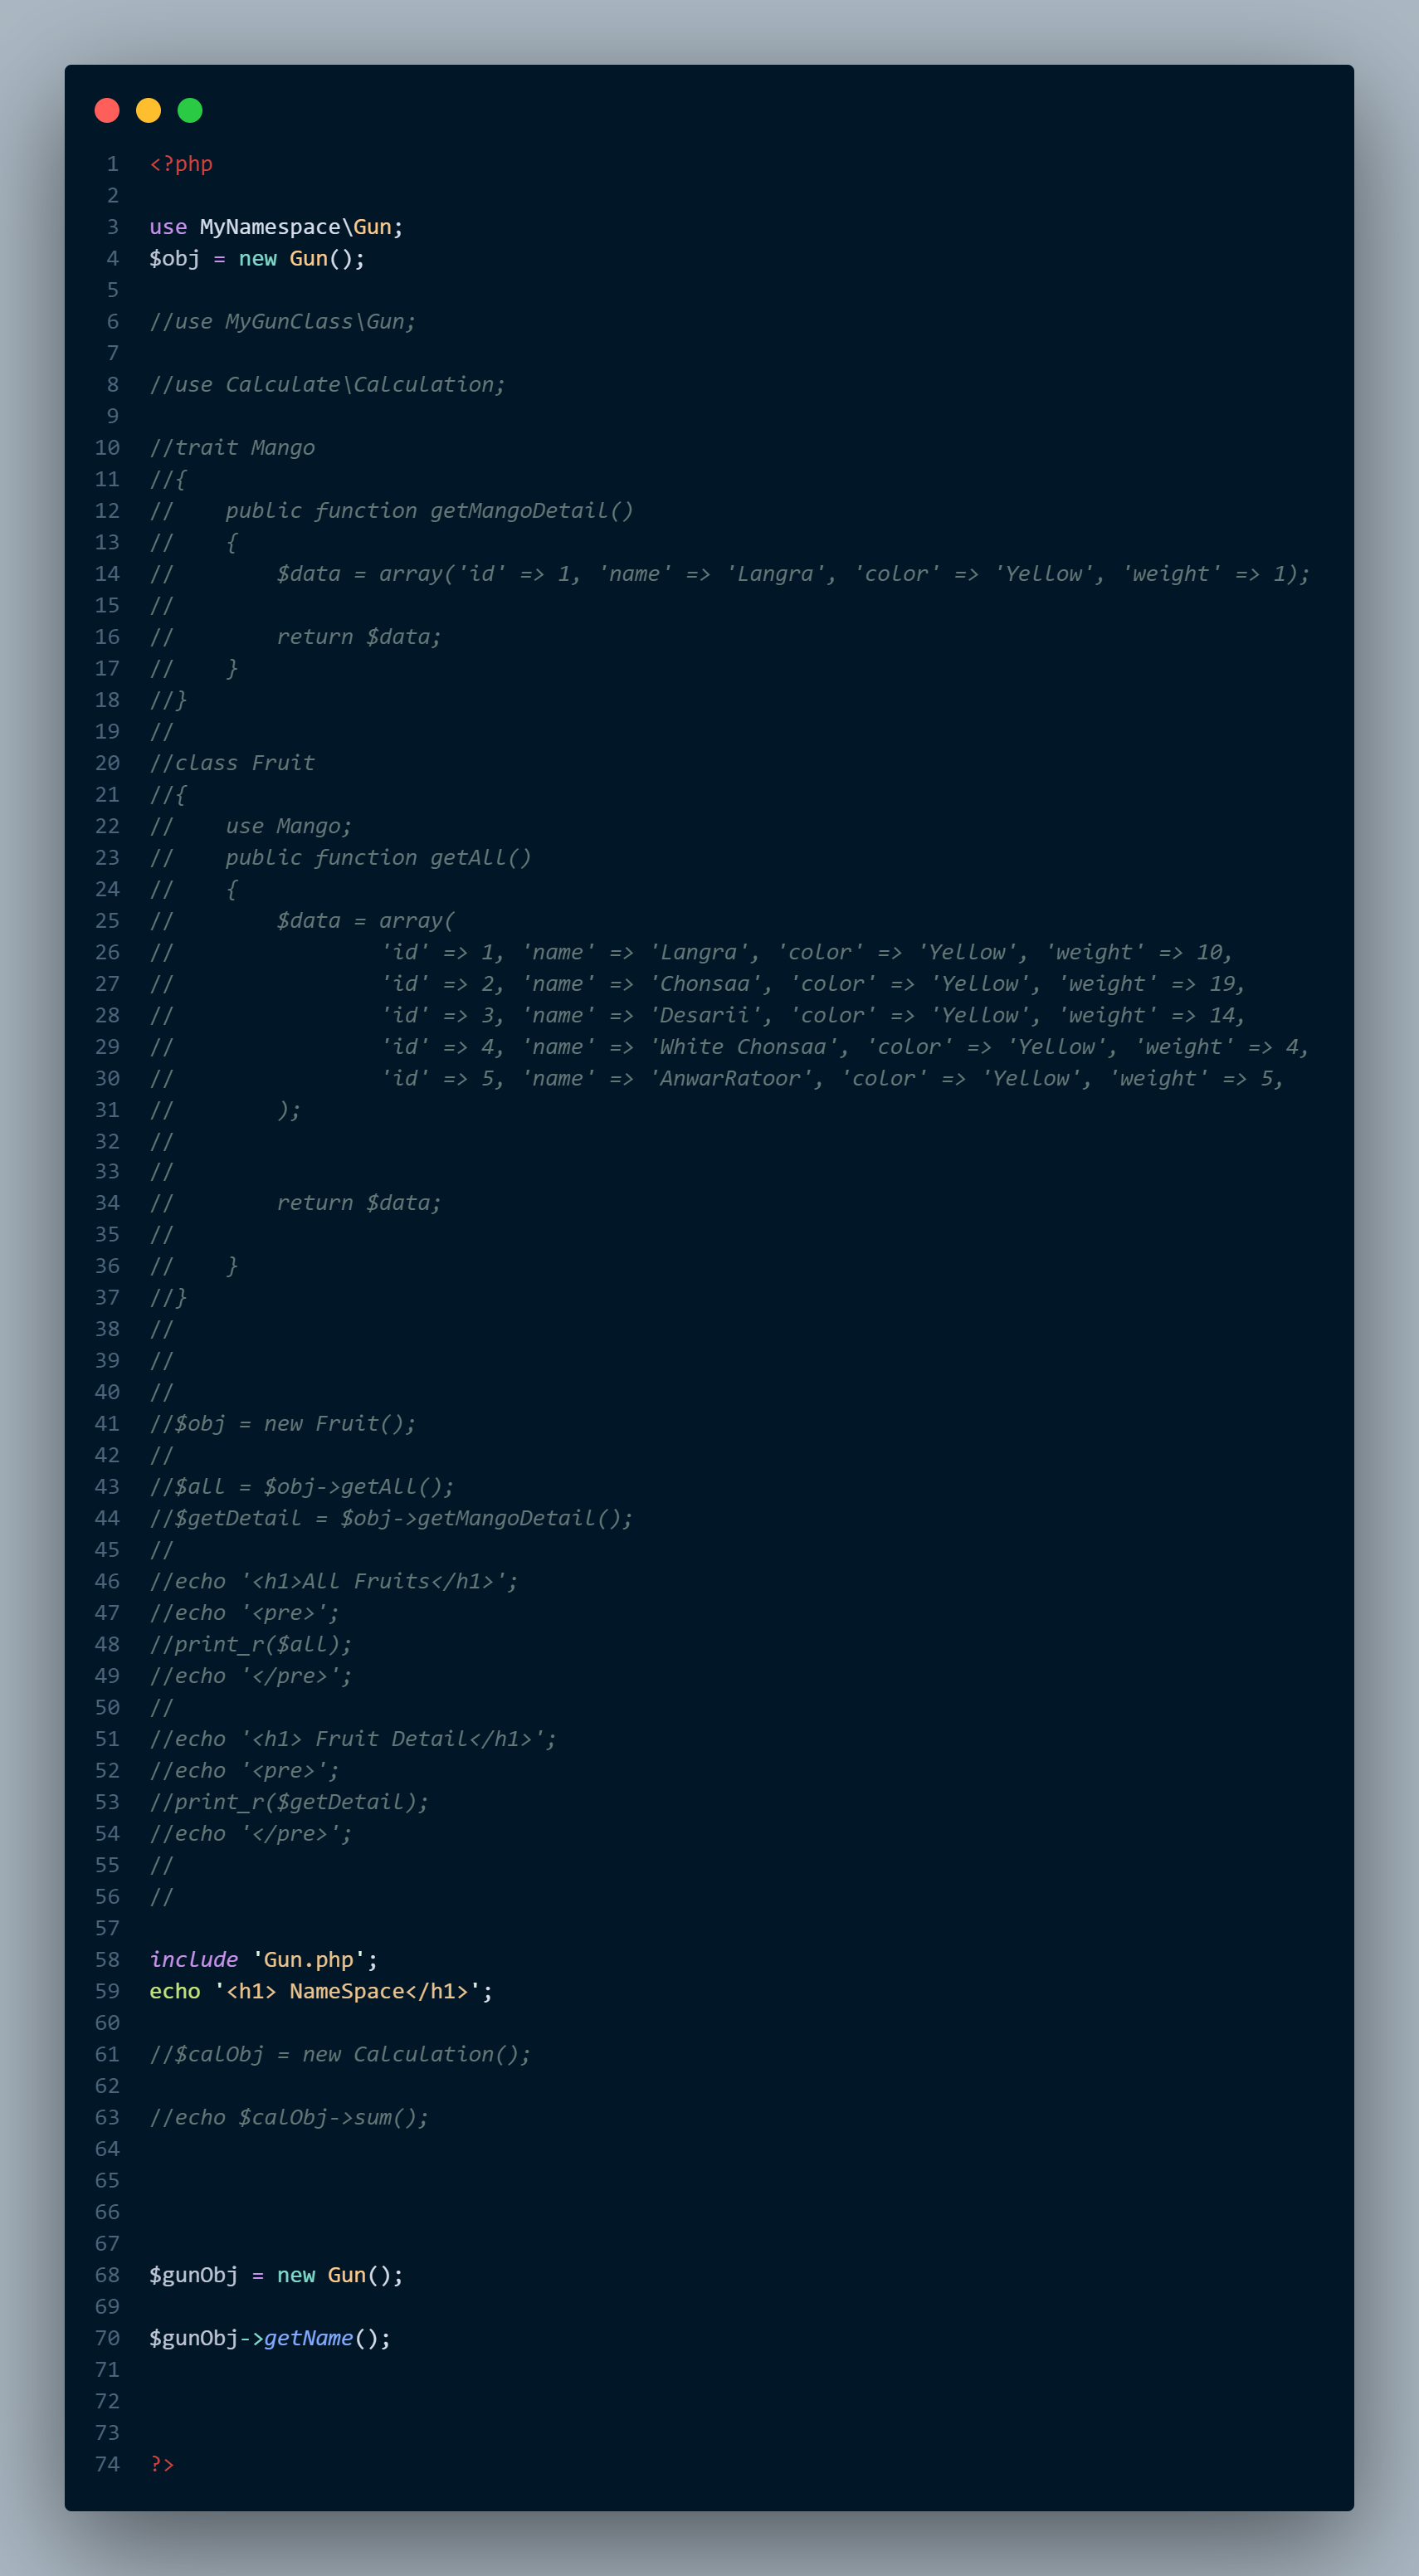 1 <?php
2
3 use MyNamespace\Gun;
4 $obj = new Gun();
5
6 //use MyGunClass\Gun;
7
8 //use Calculate\Calculation;
9
10 //trait Mango
11 //{
12 //    public function getMangoDetail()
13 //    {
14 //        $data = array('id' => 1, 'name' => 'Langra', 'color' => 'Yellow', 'weight' => 1);
15 //
16 //        return $data;
17 //    }
18 //}
19 //
20 //class Fruit
21 //{
22 //    use Mango;
23 //    public function getAll()
24 //    {
25 //        $data = array(
26 //                'id' => 1, 'name' => 'Langra', 'color' => 'Yellow', 'weight' => 10,
27 //                'id' => 2, 'name' => 'Chonsaa', 'color' => 'Yellow', 'weight' => 19,
28 //                'id' => 3, 'name' => 'Desarii', 'color' => 'Yellow', 'weight' => 14,
29 //                'id' => 4, 'name' => 'White Chonsaa', 'color' => 'Yellow', 'weight' => 4,
30 //                'id' => 5, 'name' => 'AnwarRatoor', 'color' => 'Yellow', 'weight' => 5,
31 //        );
32 //
33 //
34 //        return $data;
35 //
36 //    }
37 //}
38 //
39 //
40 //
41 //$obj = new Fruit();
42 //
43 //$all = $obj->getAll();
44 //$getDetail = $obj->getMangoDetail();
45 //
46 //echo '<h1>All Fruits</h1>';
47 //echo '<pre>';
48 //print_r($all);
49 //echo '</pre>';
50 //
51 //echo '<h1> Fruit Detail</h1>';
52 //echo '<pre>';
53 //print_r($getDetail);
54 //echo '</pre>';
55 //
56 //
57
58 include 'Gun.php';
59 echo '<h1> NameSpace</h1>';
60
61 //$calObj = new Calculation();
62
63 //echo $calObj->sum();
64
65
66
67
68 $gunObj = new Gun();
69
70 $gunObj->getName();
71
72
73
74 ?>